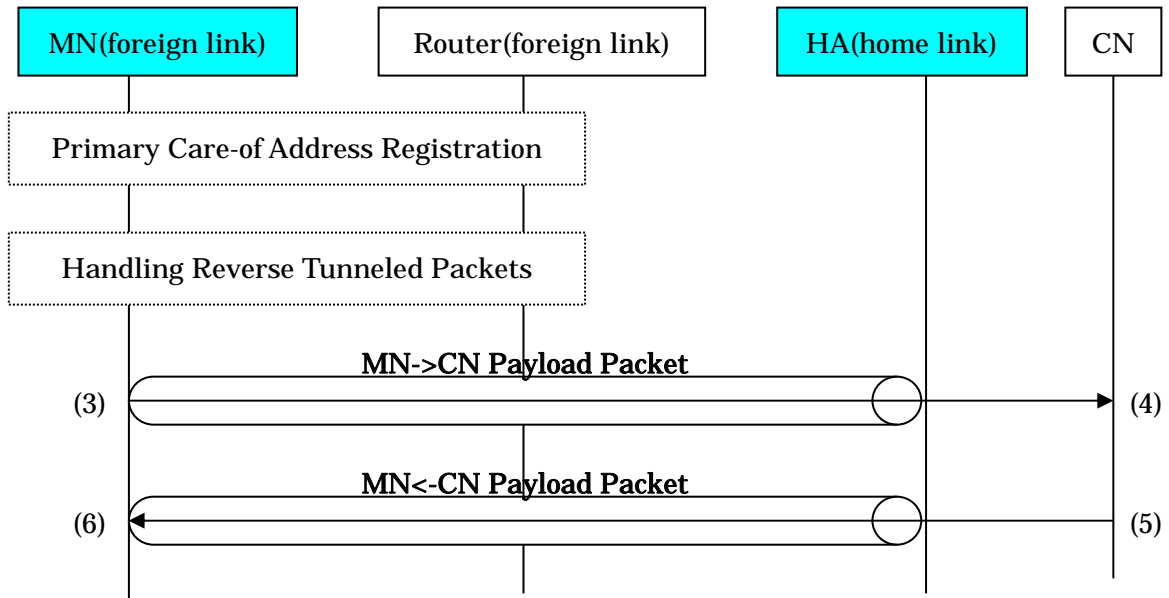 MN(foreign link)
Router(foreign link)
HA(home link)
CN
Primary Care-of Address Registration
Handling Reverse Tunneled Packets
MN->CN Payload Packet
(3)
(4)
MN<-CN Payload Packet
(6)
(5)